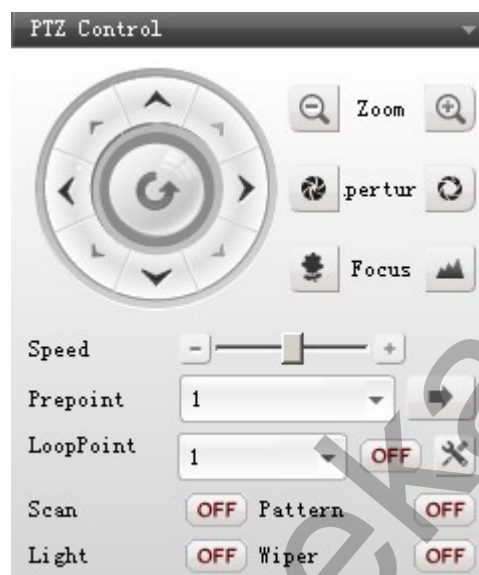 PTZ Control
Zoom
.pertur
Focus
Speed
Prepoint 1
LoopPoint 1 OFF
Scan OFF Pattern OFF
Light OFF Wiper OFF